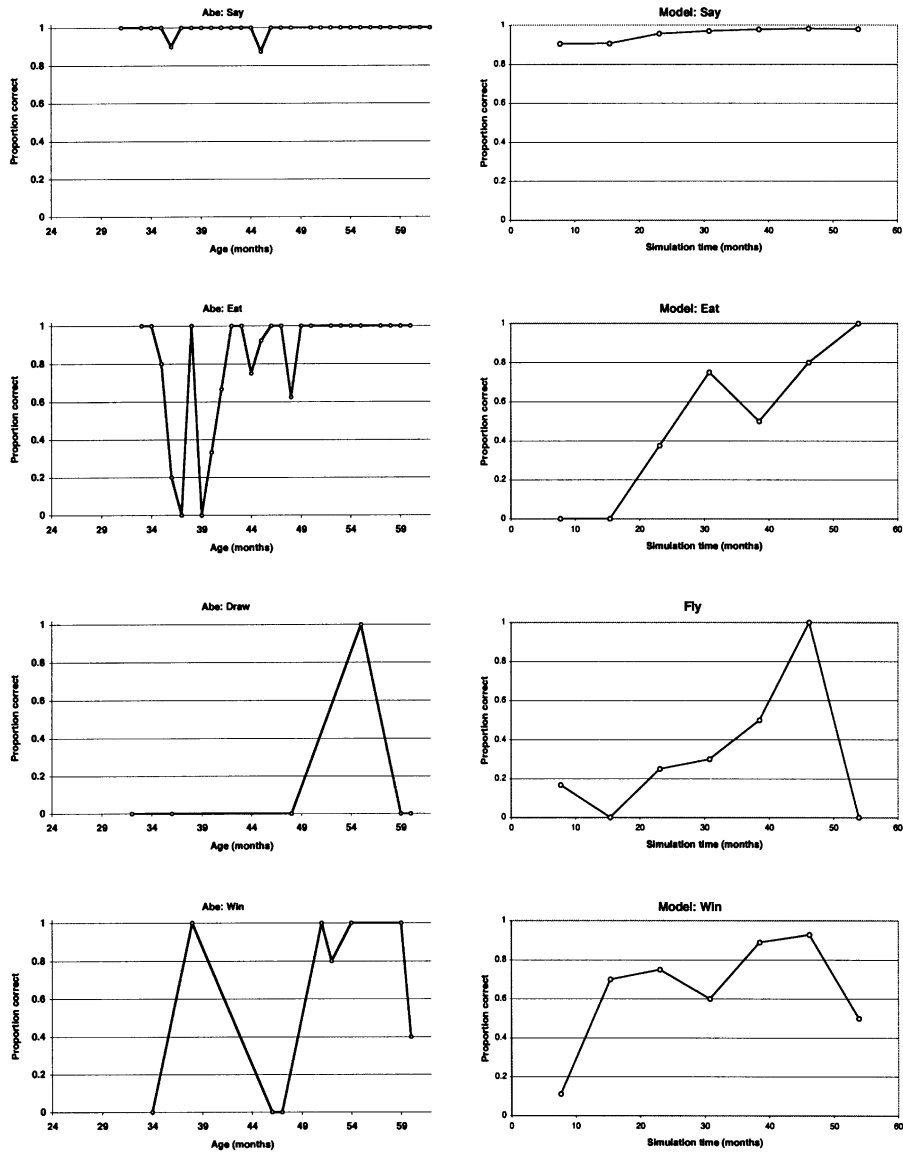 Abe: Say
Proportion correct
1
0.8
0.6
0.4
0.2
0
24 29 34 39 44 49 54 59
Age (months)
Model: Say
Proportion correct
1
0.8
0.6
0.4
0.2
0
0 10 20 30 40 50 60
Simulation time (months)
Abe: Eat
Proportion correct
1
0.8
0.6
0.4
0.2
0
24 29 34 39 44 49 54 59
Age (months)
Model: Eat
Proportion correct
1
0.8
0.6
0.4
0.2
0
0 10 20 30 40 50 60
Simulation time (months)
Abe: Draw
Proportion correct
1
0.8
0.6
0.4
0.2
0
24 29 34 39 44 49 54 59
Age (months)
Fly
Proportion correct
1
0.8
0.6
0.4
0.2
0
0 10 20 30 40 50 60
Simulation time (months)
Abe: Win
Proportion correct
1
0.8
0.6
0.4
0.2
0
24 29 34 39 44 49 54 59
Age (months)
Model: Win
Proportion correct
1
0.8
0.6
0.4
0.2
0
0 10 20 30 40 50 60
Simulation time (months)